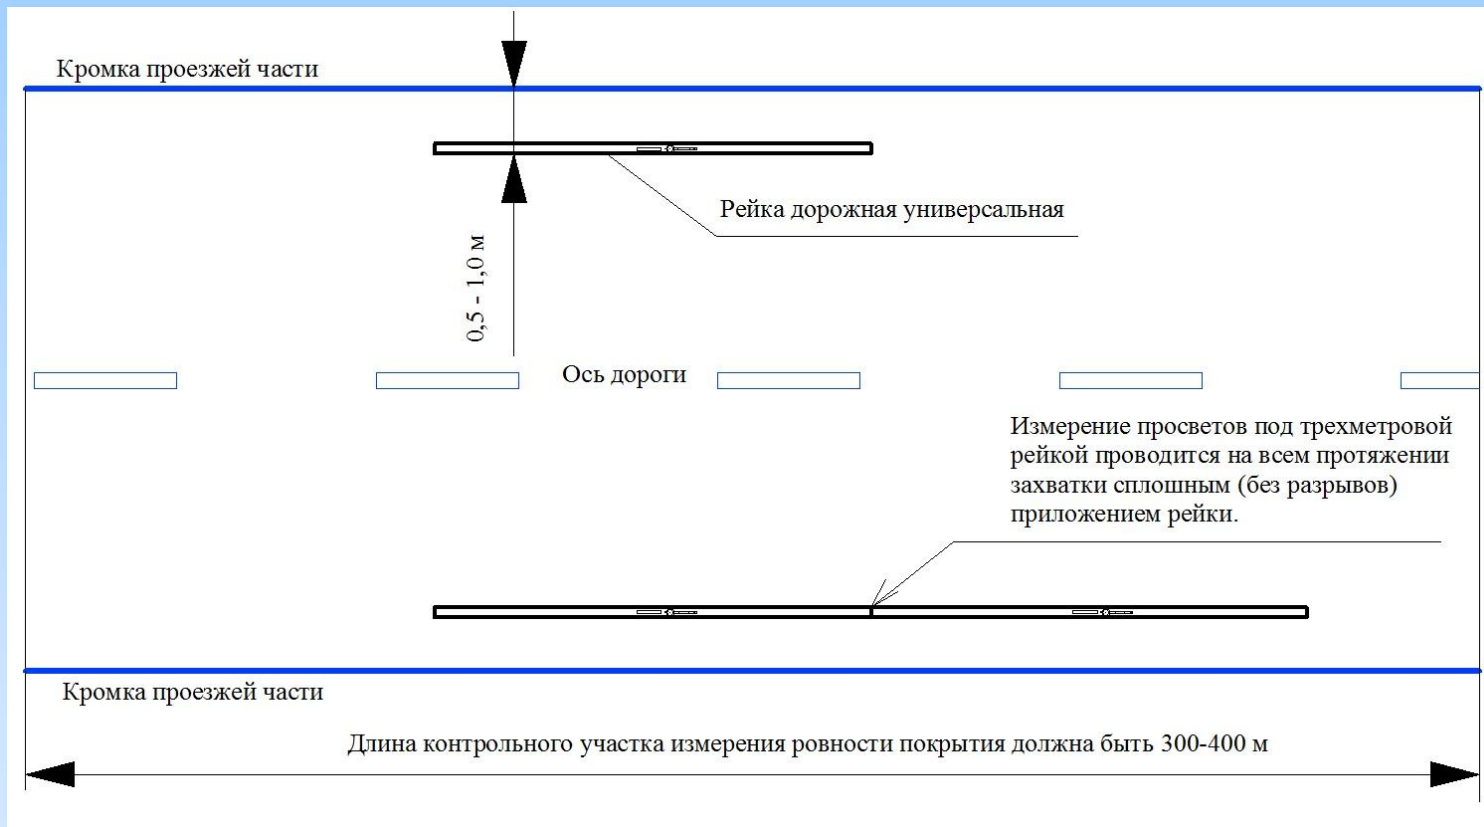 Кромка проезжей части
Рейка дорожная универсальная
0,5 - 1,0 м
Ось дороги
Измерение просветов под трехметровой
рейкой проводится на всем протяжении
захватки сплошным (без разрывов)
приложением рейки.
Кромка проезжей части
Длина контрольного участка измерения ровности покрытия должна быть 300-400 м